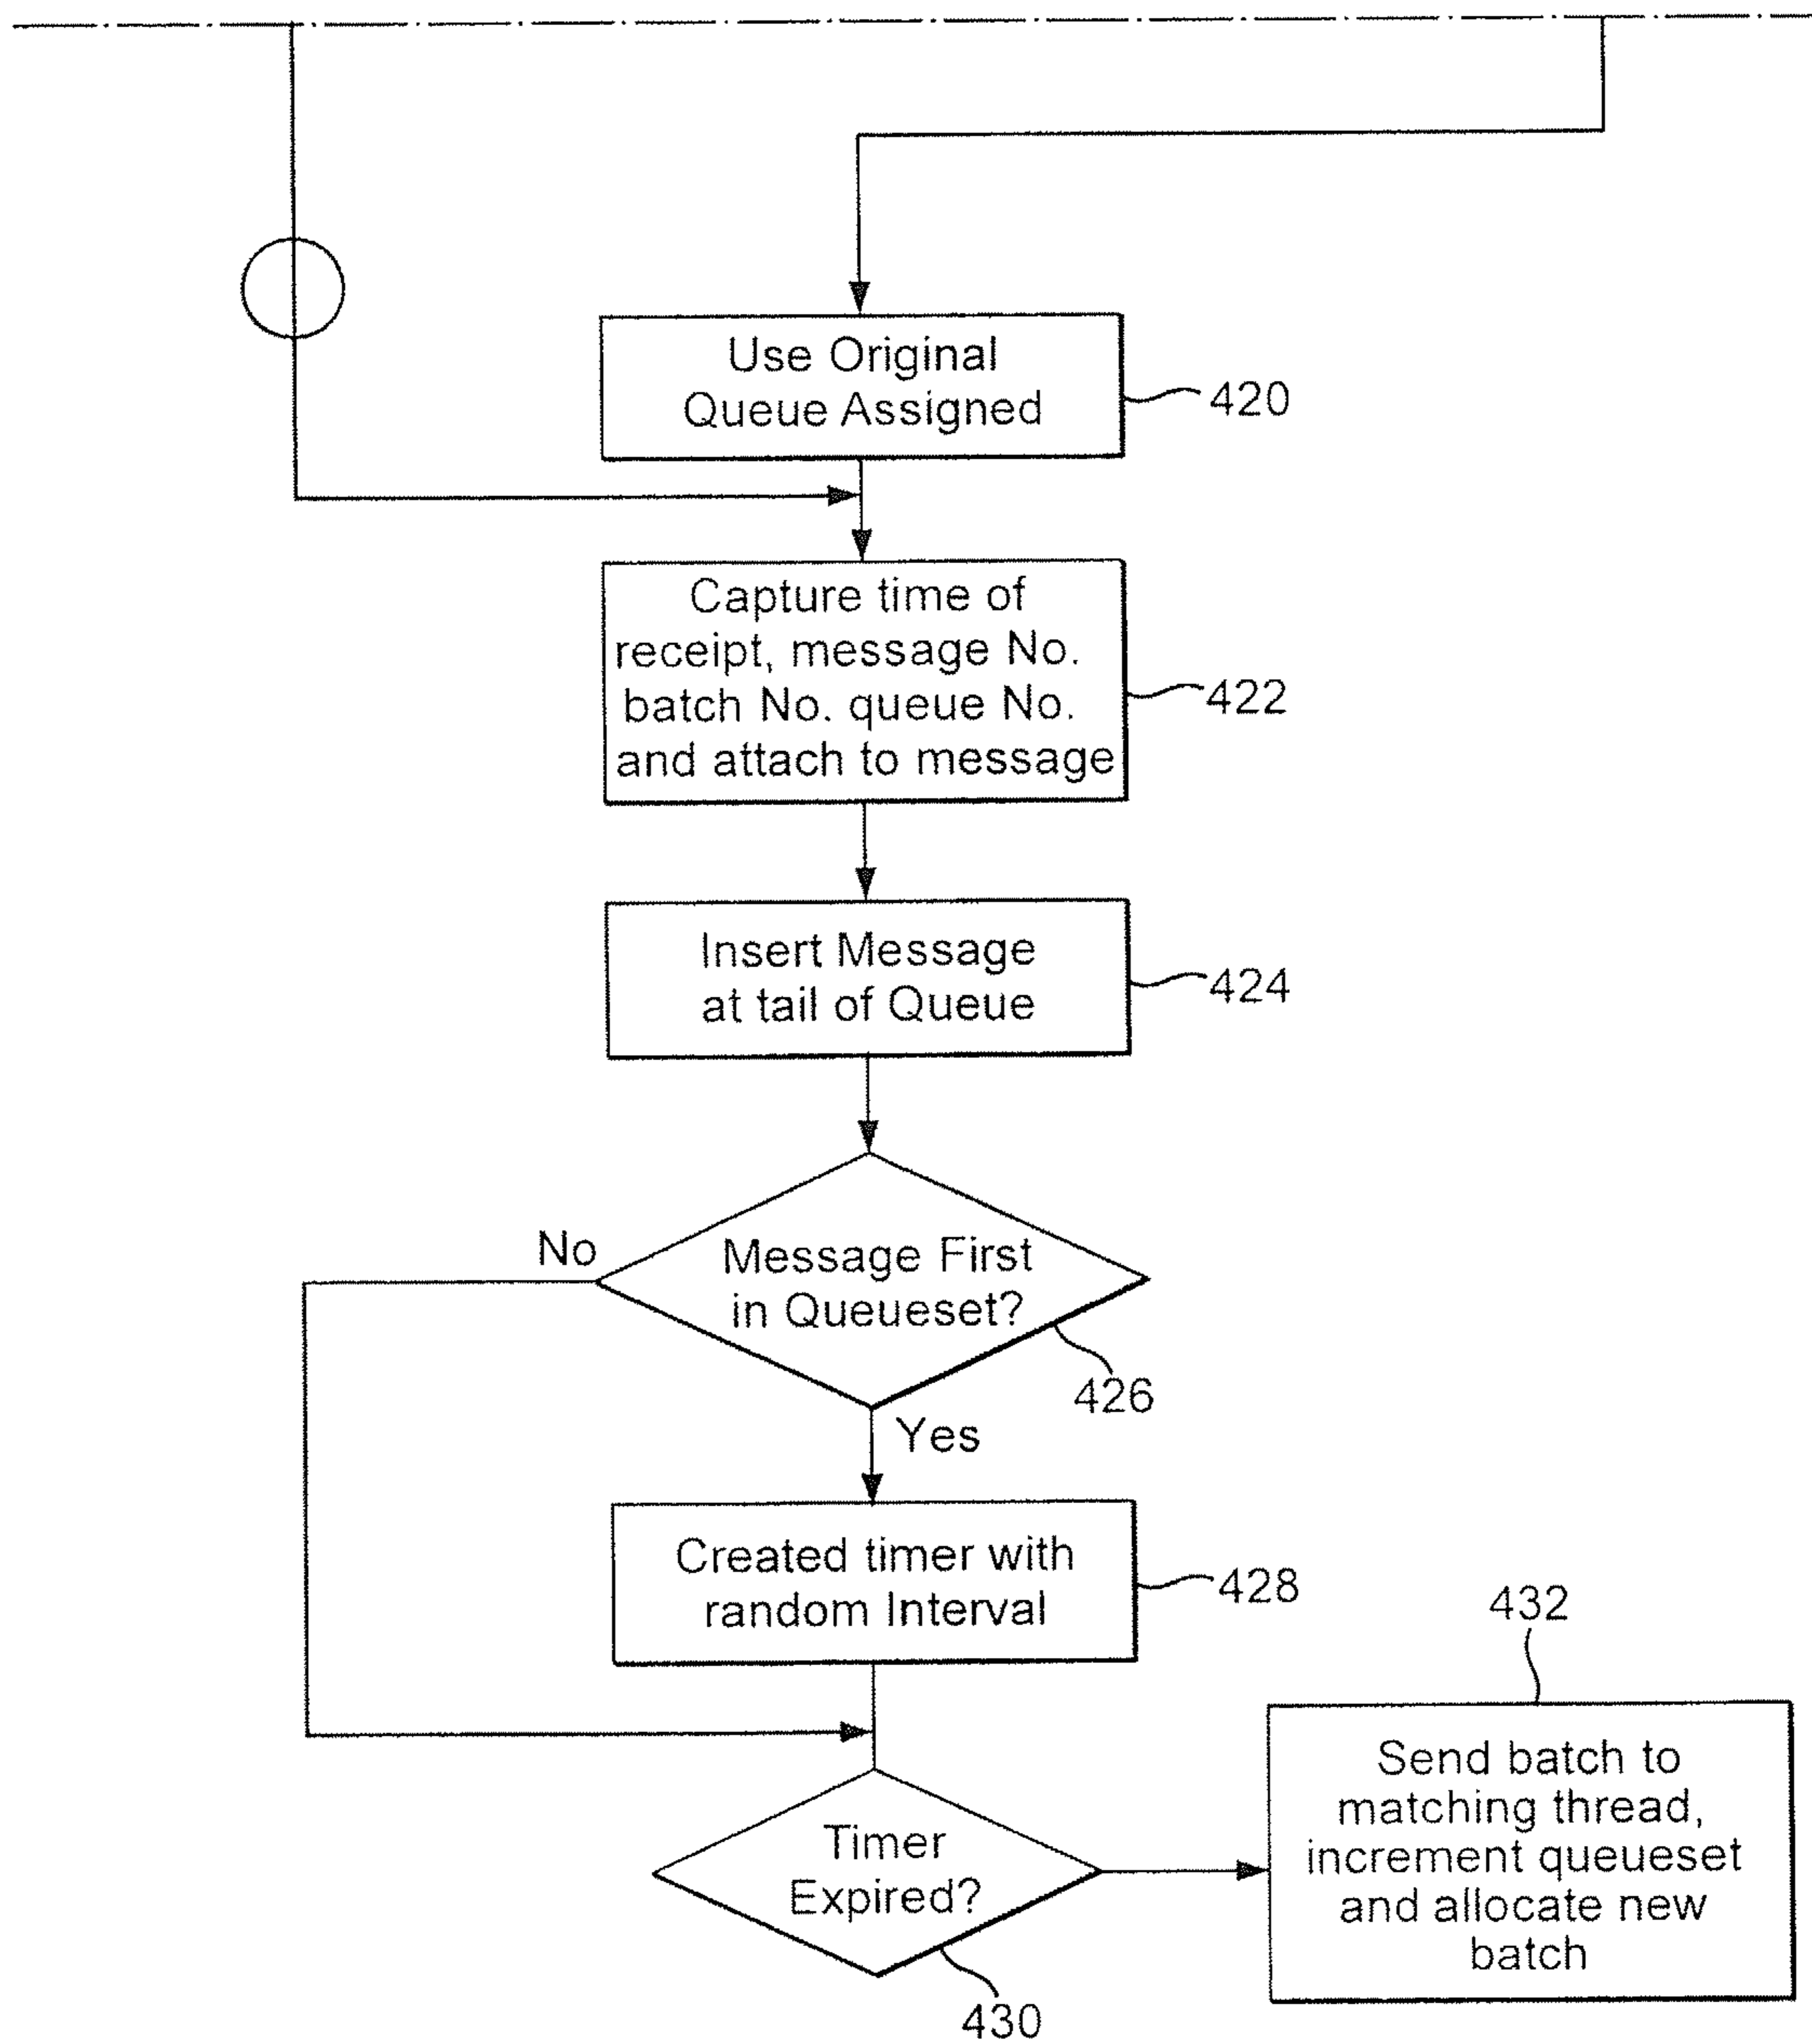 Use Original
Queue Assigned
420
Capture time of
receipt, message No.
batch No. queue No.
and attach to message
422
Insert Message
at tail of Queue
424
No
Message First
in Queueset?
426
Yes
Created timer with
random Interval
428
432
Send batch to
matching thread,
increment queueset
and allocate new
batch
Timer
Expired?
430